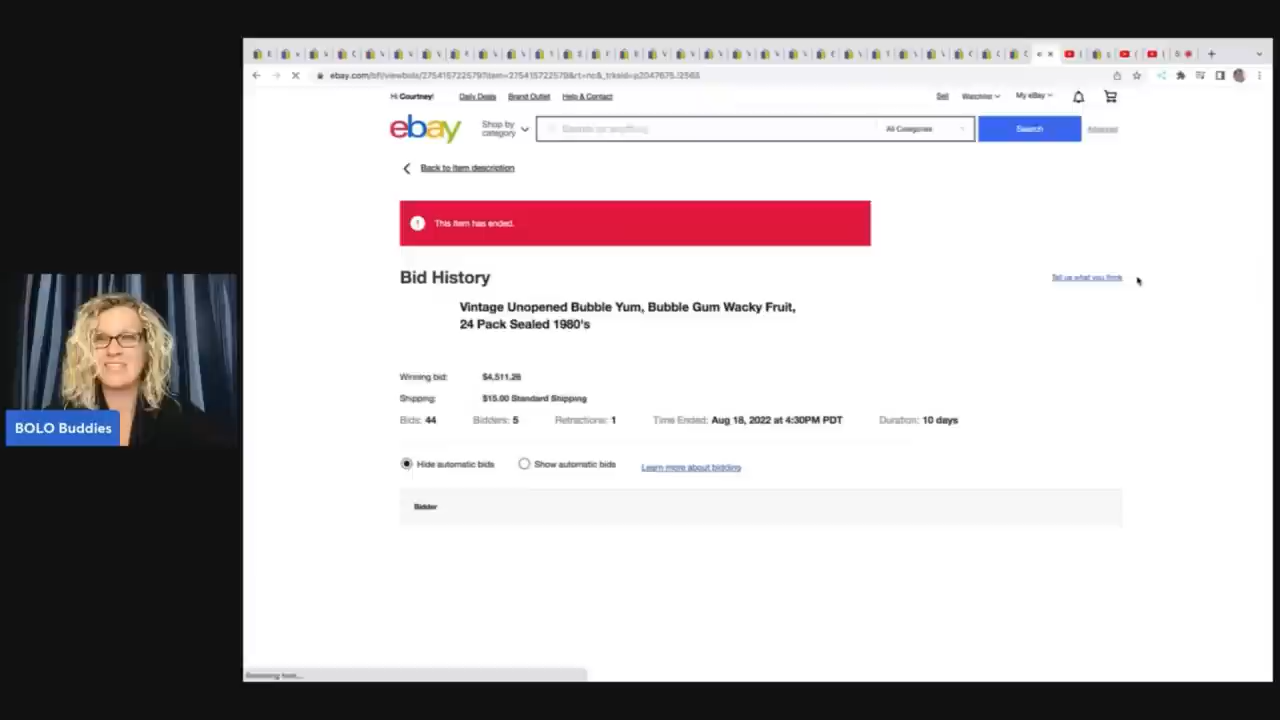 Hi Courtney!
Daily Deals
Brand Outlet
Help & Contact
Sell
Watchlist
My eBay
ebay
Shop by
category
Search for anything
All Categories
Search
Advanced
Back to item description
This item has ended.
Bid History
Tell us what you think
Vintage Unopened Bubble Yum, Bubble Gum Wacky Fruit,
24 Pack Sealed 1980's
Winning bid: $4,511.26
Shipping: $15.00 Standard Shipping
Bids: 44 Bidders: 5 Retractions: 1 Time Ended: Aug 18, 2022 at 4:30PM PDT Duration: 10 days
Hide automatic bids
Show automatic bids
Learn more about bidding
BOLO Buddies
Bidder